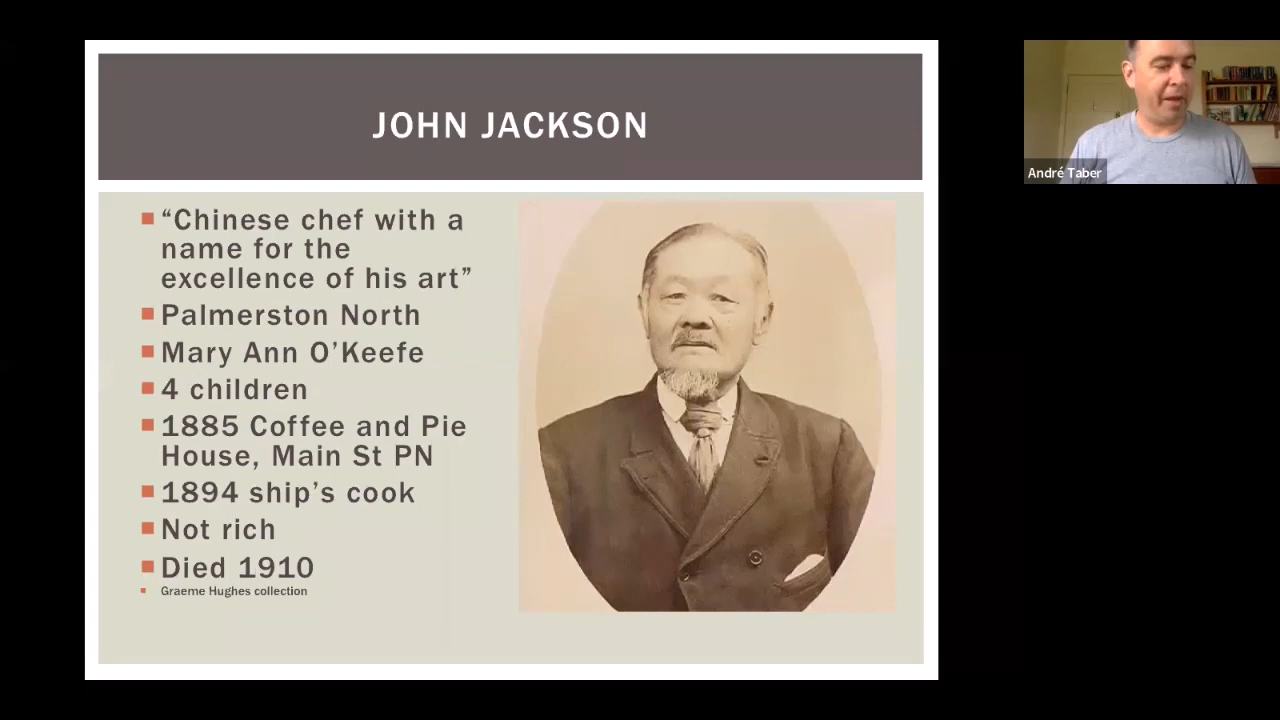 JOHN JACKSON
“Chinese chef with a
name for the
excellence of his art”
Palmerston North
Mary Ann O’Keefe
4 children
1885 Coffee and Pie
House, Main St PN
1894 ship’s cook
Not rich
Died 1910
Graeme Hughes collection
André Taber